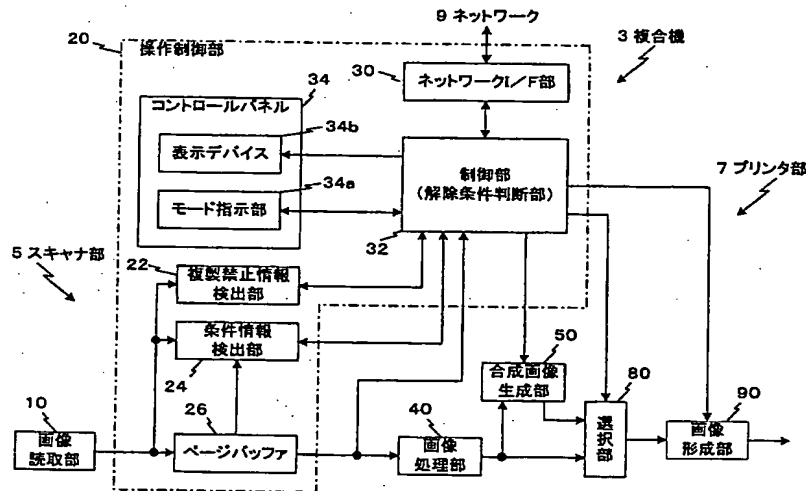 9 ネットワーク
20
操作制御部
3 複合機
30
ネットワークI/F部
34
コントロールパネル
34b
表示デバイス
制御部
(解除条件判断部)
7 プリンタ部
34a
モード指示部
32
5 スキャナ部
22
複製禁止情報
検出部
条件情報
検出部
24
50
合成画像
生成部
80
選択部
10
画像
読取部
26
ページバッファ
40
画像
処理部
90
画像
形成部